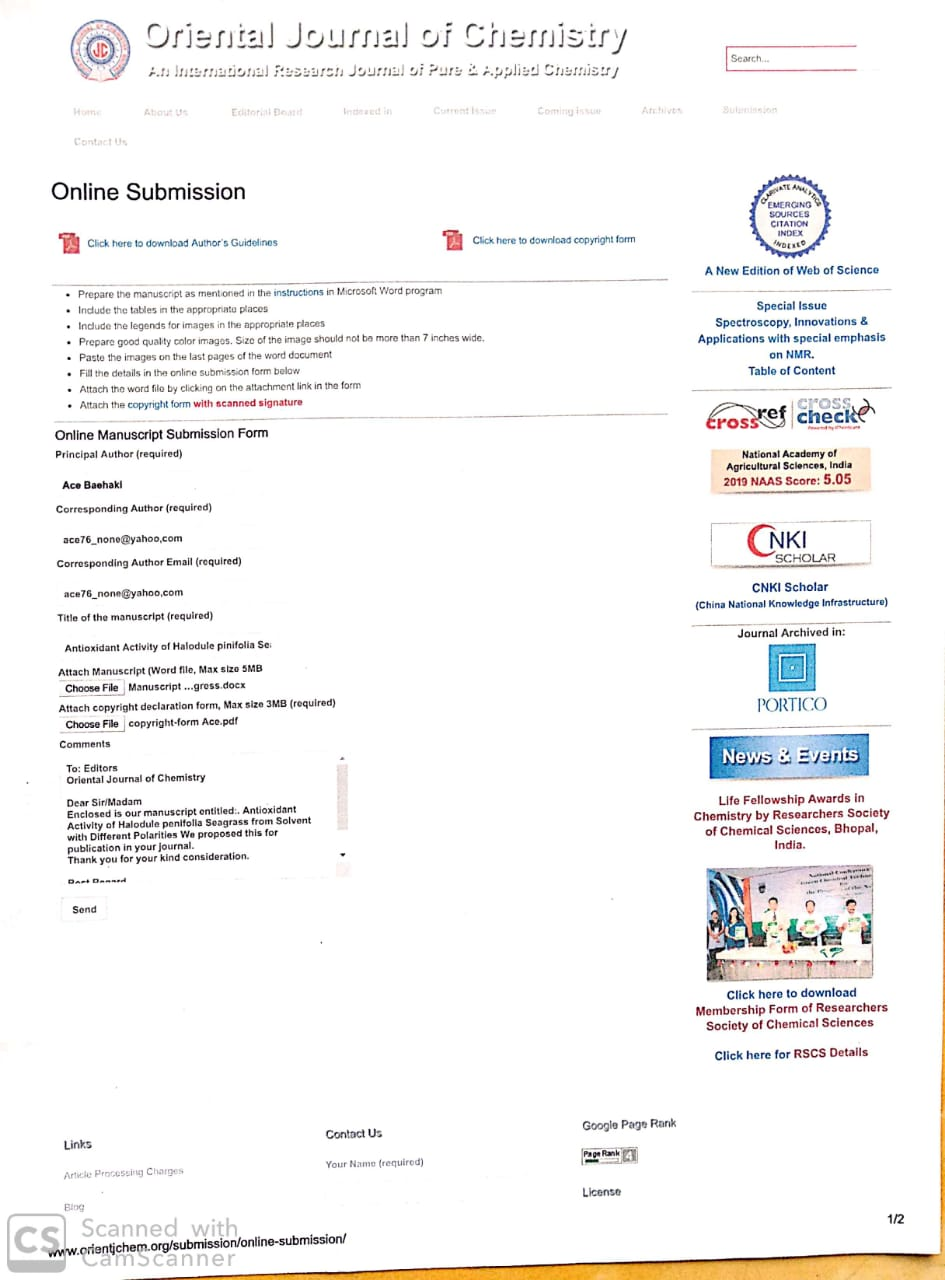 Oriental Journal of Chemistry
An International Research Journal of Pure & Applied Chemistry
Search...
Home About Us Editorial Board Indexed in Current Issue Coming Issue Archives Submission
Contact Us
Online Submission
Click here to download Author's Guidelines
Click here to download copyright form
Prepare the manuscript as mentioned in the instructions in Microsoft Word program
Include the tables in the appropriate places
Include the legends for images in the appropriate places
Prepare good quality color images. Size of the image should not be more than 7 inches wide.
Paste the images on the last pages of the word document
Fill the details in the online submission form below
Attach the word file by clicking on the attachment link in the form
Attach the copyright form with scanned signature
Online Manuscript Submission Form
Principal Author (required)
Ace Baehaki
Corresponding Author (required)
ace76_none@yahoo,com
Corresponding Author Email (required)
ace76_none@yahoo,com
Title of the manuscript (required)
Antioxidant Activity of Halodule pinifolia Se
Attach Manuscript (Word file, Max size 5MB
Choose File Manuscript ...gress.docx
Attach copyright declaration form, Max size 3MB (required)
Choose File copyright-form Ace.pdf
Comments
To: Editors
Oriental Journal of Chemistry
Dear Sir/Madam
Enclosed is our manuscript entitled:. Antioxidant
Activity of Halodule penifolia Seagrass from Solvent
with Different Polarities We proposed this for
publication in your journal.
Thank you for your kind consideration.
Send
CLARIVATE ANALYTICS
EMERGING
SOURCES
CITATION
INDEX
INDEXED
A New Edition of Web of Science
Special Issue
Spectroscopy, Innovations &
Applications with special emphasis
on NMR.
Table of Content
crossref
cross
check
Powered by iThenticate
National Academy of
Agricultural Sciences, India
2019 NAAS Score: 5.05
CNKI
SCHOLAR
CNKI Scholar
(China National Knowledge Infrastructure)
Journal Archived in:
PORTICO
News & Events
Life Fellowship Awards in
Chemistry by Researchers Society
of Chemical Sciences, Bhopal,
India.
National Conference
Click here to download
Membership Form of Researchers
Society of Chemical Sciences
Click here for RSCS Details
Links
Article Processing Charges
Blog
Contact Us
Your Name (required)
Google Page Rank
Page Rank 4
License
1/2
www.orientjchem.org/submission/online-submission/
CS Scanned with
CamScanner